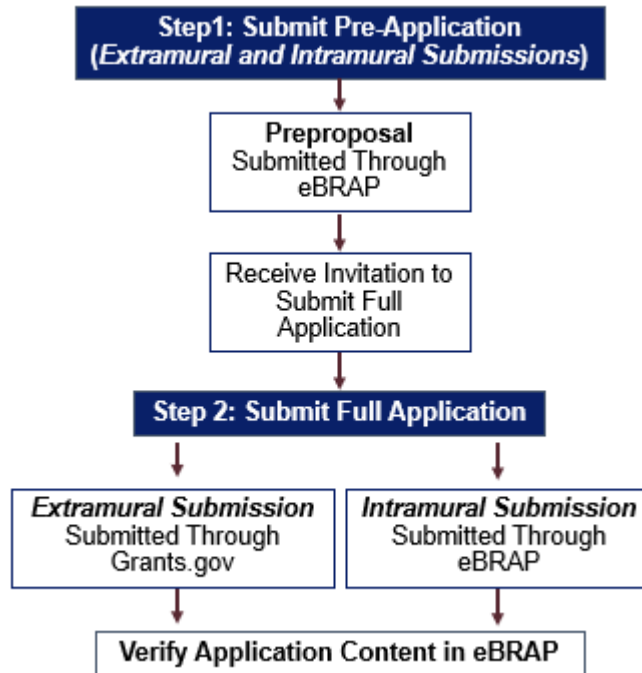 Step1: Submit Pre-Application
(Extramural and Intramural Submissions)
Preproposal
Submitted Through
eBRAP
Receive Invitation to
Submit Full
Application
Step 2: Submit Full Application
Extramural Submission
Submitted Through
Grants.gov
Intramural Submission
Submitted Through
eBRAP
Verify Application Content in eBRAP